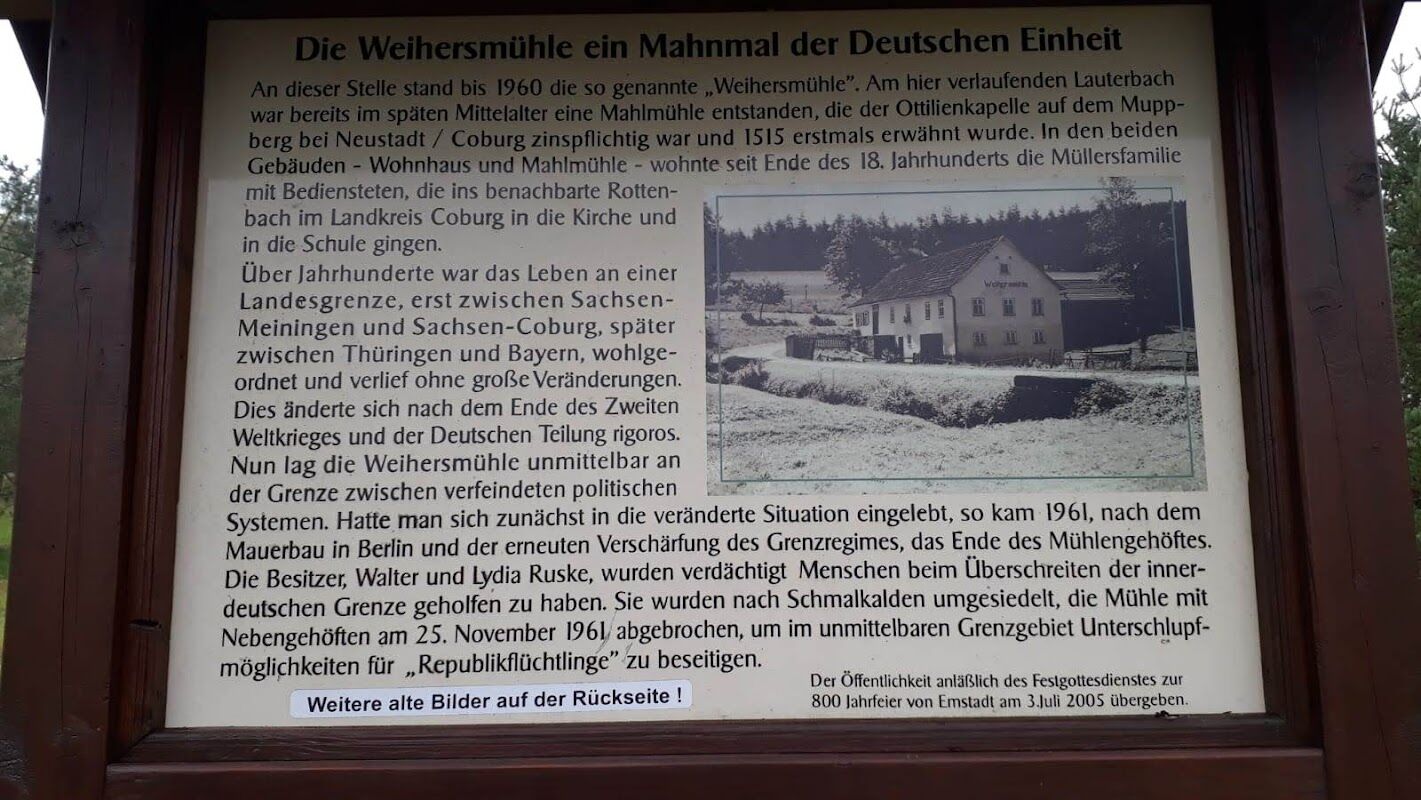 Die Weihersmühle ein Mahnmal der Deutschen Einheit
An dieser Stelle stand bis 1960 die so genannte „Weihersmühle”. Am hier verlaufenden Lauterbach
war bereits im späten Mittelalter eine Mahlmühle entstanden, die der Ottilienkapelle auf dem Mupp-
berg bei Neustadt / Coburg zinspflichtig war und 1515 erstmals erwähnt wurde. In den beiden
Gebäuden - Wohnhaus und Mahlmühle - wohnte seit Ende des 18. Jahrhunderts die Müllersfamilie
mit Bediensteten, die ins benachbarte Rotten-
bach im Landkreis Coburg in die Kirche und
in die Schule gingen.
Über Jahrhunderte war das Leben an einer
Landesgrenze, erst zwischen Sachsen-
Meiningen und Sachsen-Coburg, später
zwischen Thüringen und Bayern, wohlge-
ordnet und verlief ohne große Veränderungen.
Dies änderte sich nach dem Ende des Zweiten
Weltkrieges und der Deutschen Teilung rigoros.
Nun lag die Weihersmühle unmittelbar an
der Grenze zwischen verfeindeten politischen
Systemen. Hatte man sich zunächst in die veränderte Situation eingelebt, so kam 1961, nach dem
Mauerbau in Berlin und der erneuten Verschärfung des Grenzregimes, das Ende des Mühlengehöftes.
Die Besitzer, Walter und Lydia Ruske, wurden verdächtigt Menschen beim Überschreiten der inner-
deutschen Grenze geholfen zu haben. Sie wurden nach Schmalkalden umgesiedelt, die Mühle mit
Nebengehöften am 25. November 1961 abgebrochen, um im unmittelbaren Grenzgebiet Unterschlupf-
möglichkeiten für „Republikflüchtlinge” zu beseitigen.
Weitere alte Bilder auf der Rückseite !
Der Öffentlichkeit anläßlich des Festgottesdienstes zur
800 Jahrfeier von Emstadt am 3.Juli 2005 übergeben.